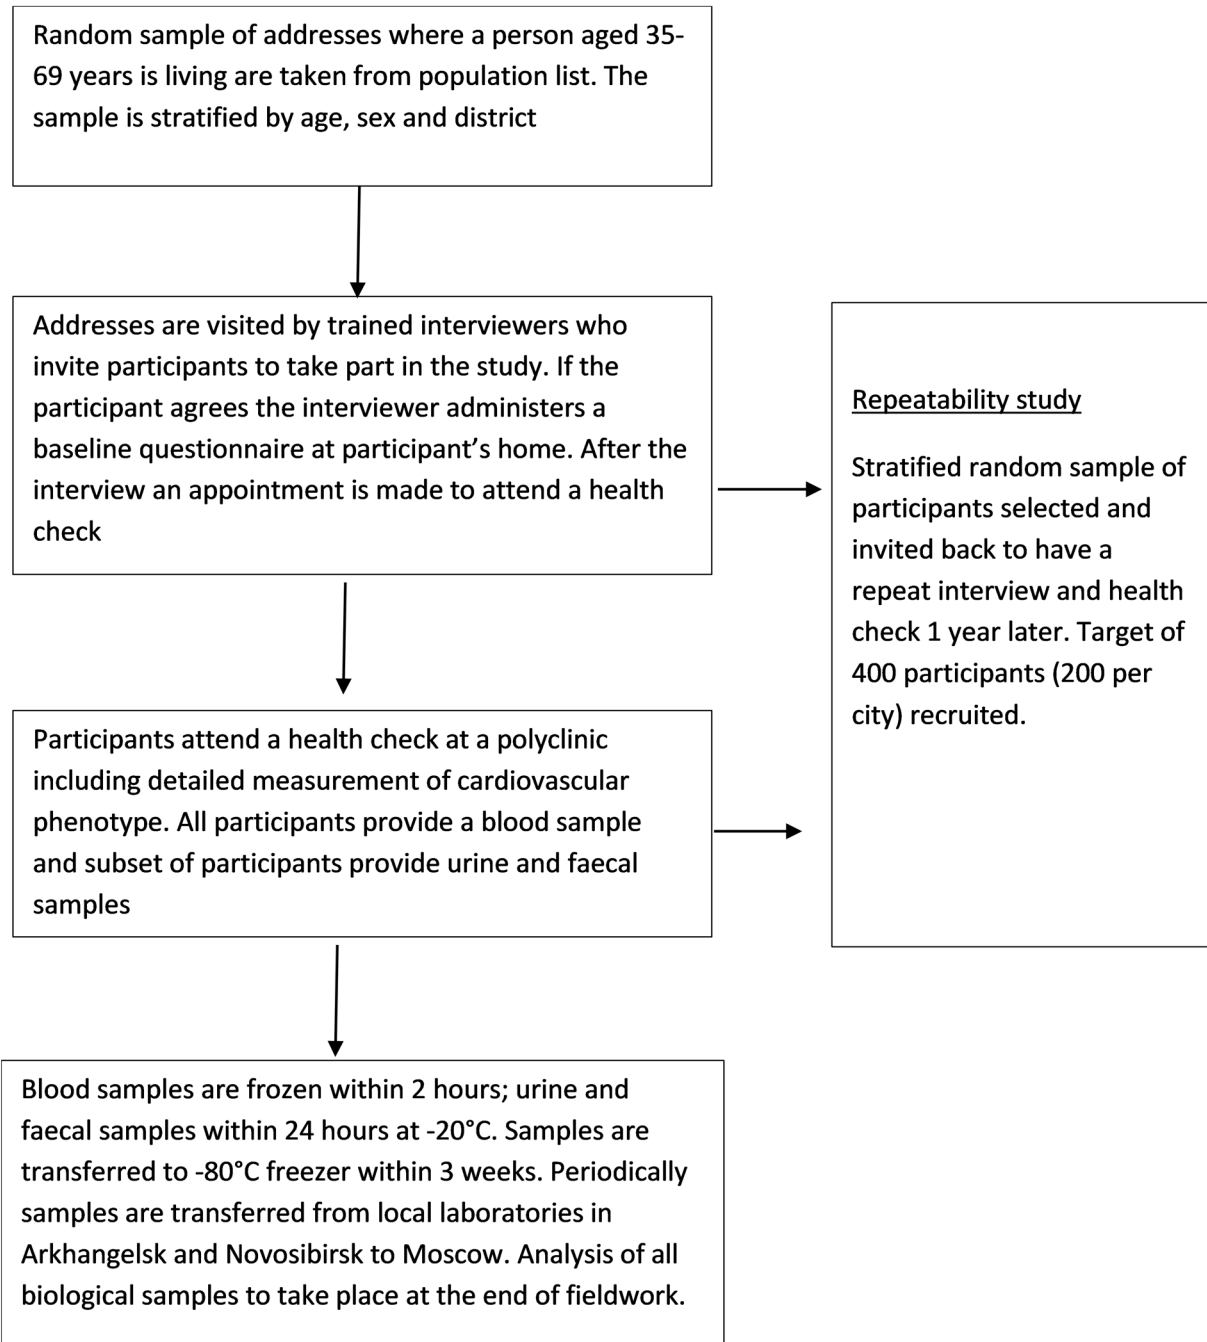 Random sample of addresses where a person aged 35-
69 years is living are taken from population list. The
sample is stratified by age, sex and district
Addresses are visited by trained interviewers who
invite participants to take part in the study. If the
participant agrees the interviewer administers a
baseline questionnaire at participant’s home. After the
interview an appointment is made to attend a health
check
Repeatability study
Stratified random sample of
participants selected and
invited back to have a
repeat interview and health
check 1 year later. Target of
400 participants (200 per
city) recruited.
Participants attend a health check at a polyclinic
including detailed measurement of cardiovascular
phenotype. All participants provide a blood sample
and subset of participants provide urine and faecal
samples
Blood samples are frozen within 2 hours; urine and
faecal samples within 24 hours at -20°C. Samples are
transferred to -80°C freezer within 3 weeks. Periodically
samples are transferred from local laboratories in
Arkhangelsk and Novosibirsk to Moscow. Analysis of all
biological samples to take place at the end of fieldwork.